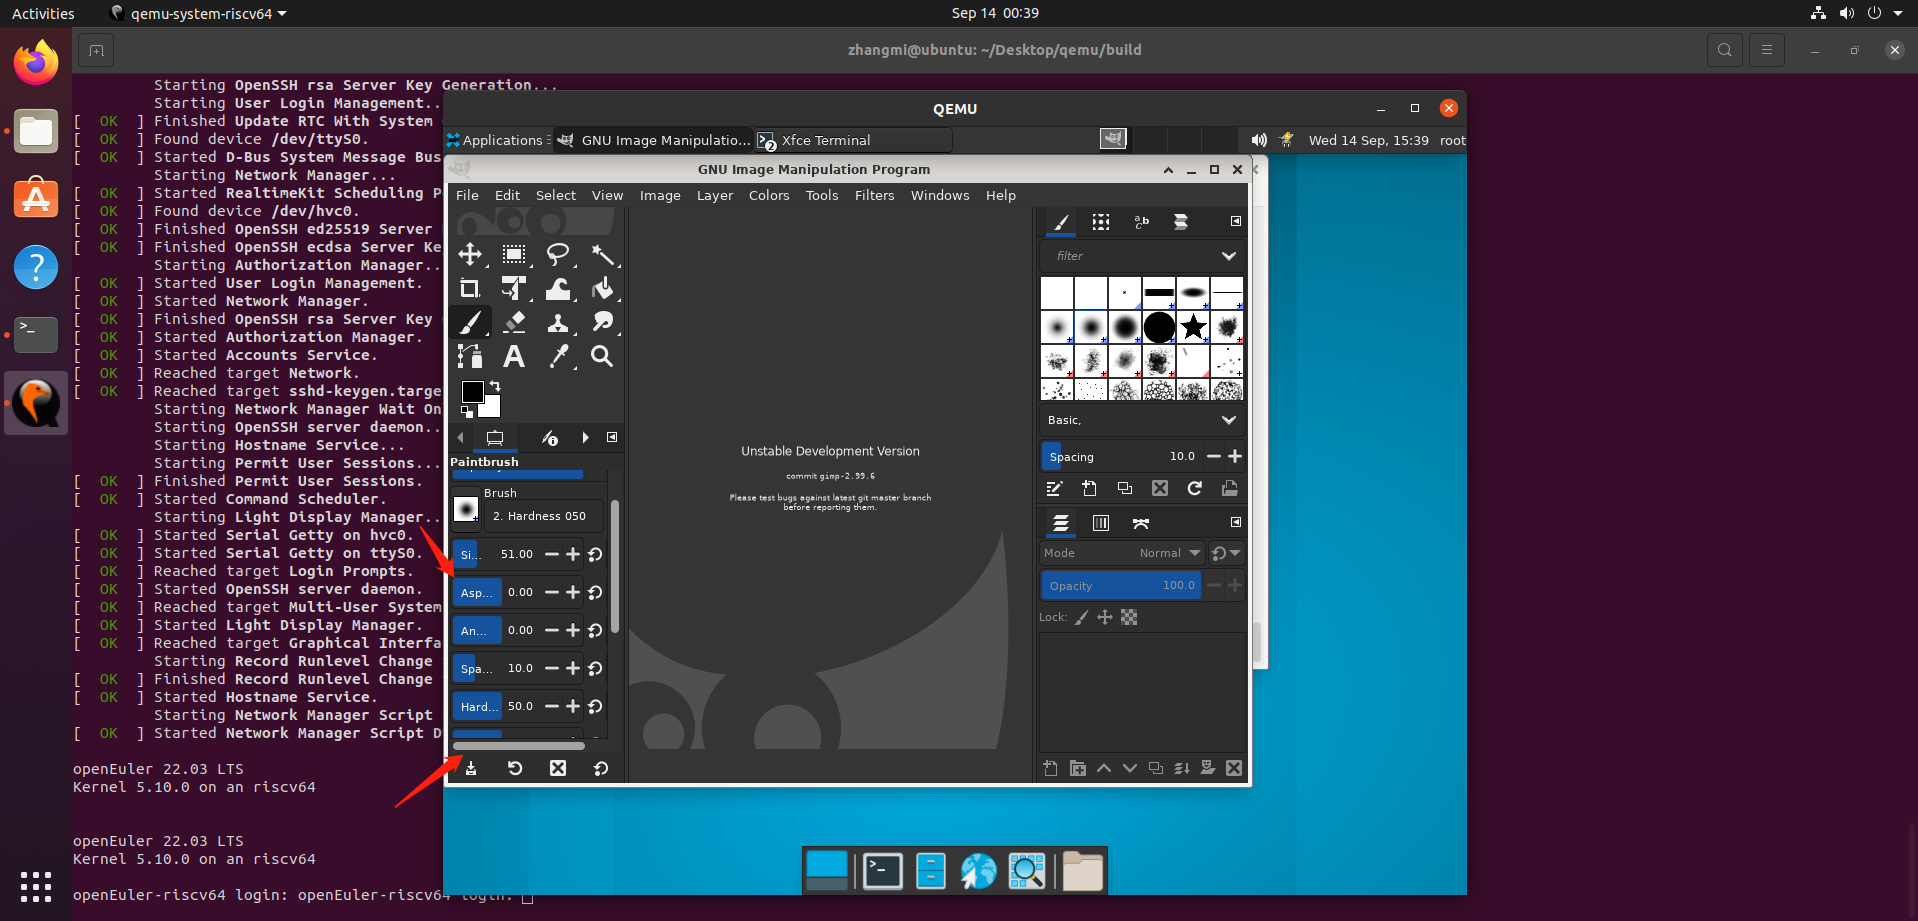 Activities
qemu-system-riscv64
Sep 14 00:39
zhangmi@ubuntu: ~/Desktop/qemu/build
Starting OpenSSH rsa Server Key Generation...
Starting User Login Management..
[ OK ] Finished Update RTC With System
[ OK ] Found device /dev/ttyS0.
[ OK ] Started D-Bus System Message Bus
Starting Network Manager...
[ OK ] Started RealtimeKit Scheduling P
[ OK ] Found device /dev/hvc0.
[ OK ] Finished OpenSSH ed25519 Server
[ OK ] Finished OpenSSH ecdsa Server Ke
Starting Authorization Manager..
[ OK ] Started User Login Management.
[ OK ] Started Network Manager.
[ OK ] Finished OpenSSH rsa Server Key
[ OK ] Started Authorization Manager.
[ OK ] Started Accounts Service.
[ OK ] Reached target Network.
[ OK ] Reached target sshd-keygen.targe
Starting Network Manager Wait On
Starting OpenSSH server daemon..
Starting Hostname Service...
Starting Permit User Sessions...
[ OK ] Finished Permit User Sessions.
[ OK ] Started Command Scheduler.
Starting Light Display Manager..
[ OK ] Started Serial Getty on hvc0.
[ OK ] Started Serial Getty on ttyS0.
[ OK ] Reached target Login Prompts.
[ OK ] Started OpenSSH server daemon.
[ OK ] Reached target Multi-User System
[ OK ] Started Light Display Manager.
[ OK ] Reached target Graphical Interfa
Starting Record Runlevel Change
[ OK ] Finished Record Runlevel Change
[ OK ] Started Hostname Service.
Starting Network Manager Script
[ OK ] Started Network Manager Script D
openEuler 22.03 LTS
Kernel 5.10.0 on an riscv64
openEuler 22.03 LTS
Kernel 5.10.0 on an riscv64
openEuler-riscv64 login: openEuler-riscv64 login:
QEMU
Applications
GNU Image Manipulatio...
2
Xfce Terminal
Wed 14 Sep, 15:39
root
GNU Image Manipulation Program
File Edit Select View Image Layer Colors Tools Filters Windows Help
Paintbrush
Brush
2. Hardness 050
Si... 51.00
Asp... 0.00
An... 0.00
Spa... 10.0
Hard... 50.0
Unstable Development Version
commit gimp-2.99.6
Please test bugs against latest git master branch
before reporting them.
filter
Basic,
Spacing 10.0
Mode Normal
Opacity 100.0
Lock: